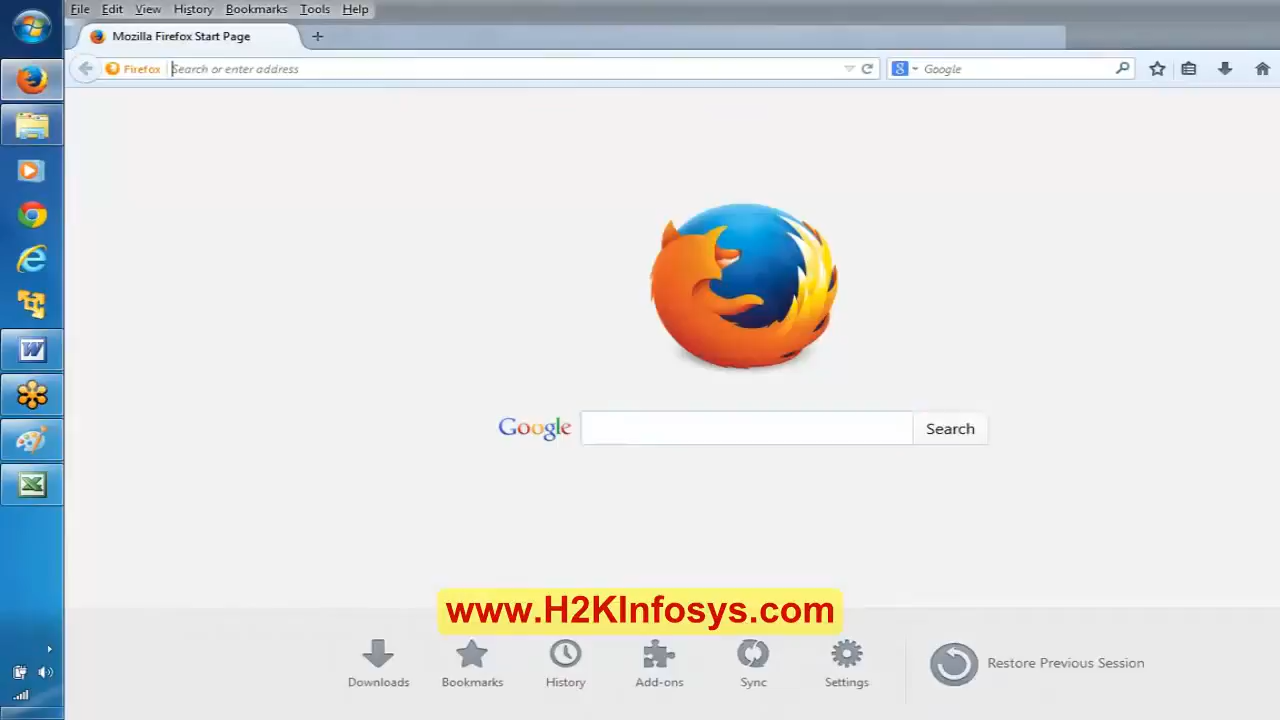 File Edit View History Bookmarks Tools Help
Mozilla Firefox Start Page +
Firefox Search or enter address
8 Google
Google Search
www.H2KInfosys.com
Downloads Bookmarks History Add-ons Sync Settings Restore Previous Session